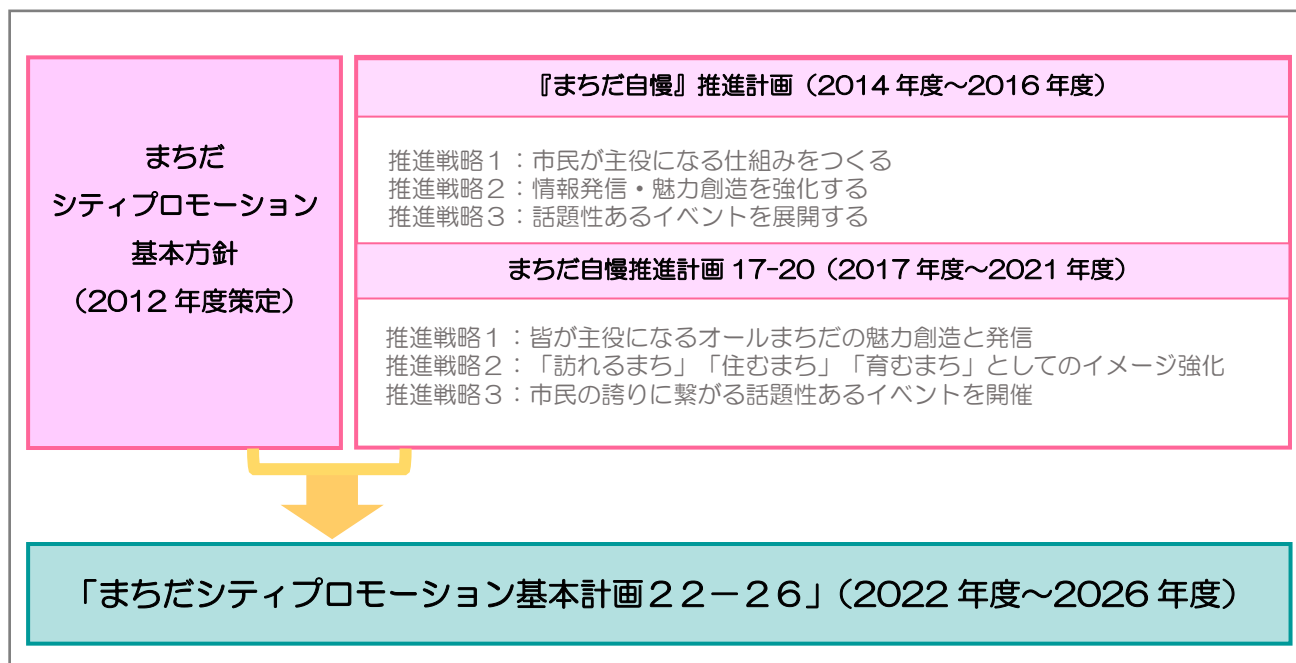 まちだ
シティプロモーション
基本方針
（2012 年度策定）
『まちだ自慢』推進計画（2014 年度～2016 年度）
推進戦略１：市民が主役になる仕組みをつくる
推進戦略２：情報発信・魅力創造を強化する
推進戦略３：話題性あるイベントを展開する
まちだ自慢推進計画 17-20（2017 年度～2021 年度）
推進戦略１：皆が主役になるオールまちだの魅力創造と発信
推進戦略２：「訪れるまち」「住むまち」「育むまち」としてのイメージ強化
推進戦略３：市民の誇りに繋がる話題性あるイベントを開催
「まちだシティプロモーション基本計画２２－２６」（2022 年度～2026 年度）